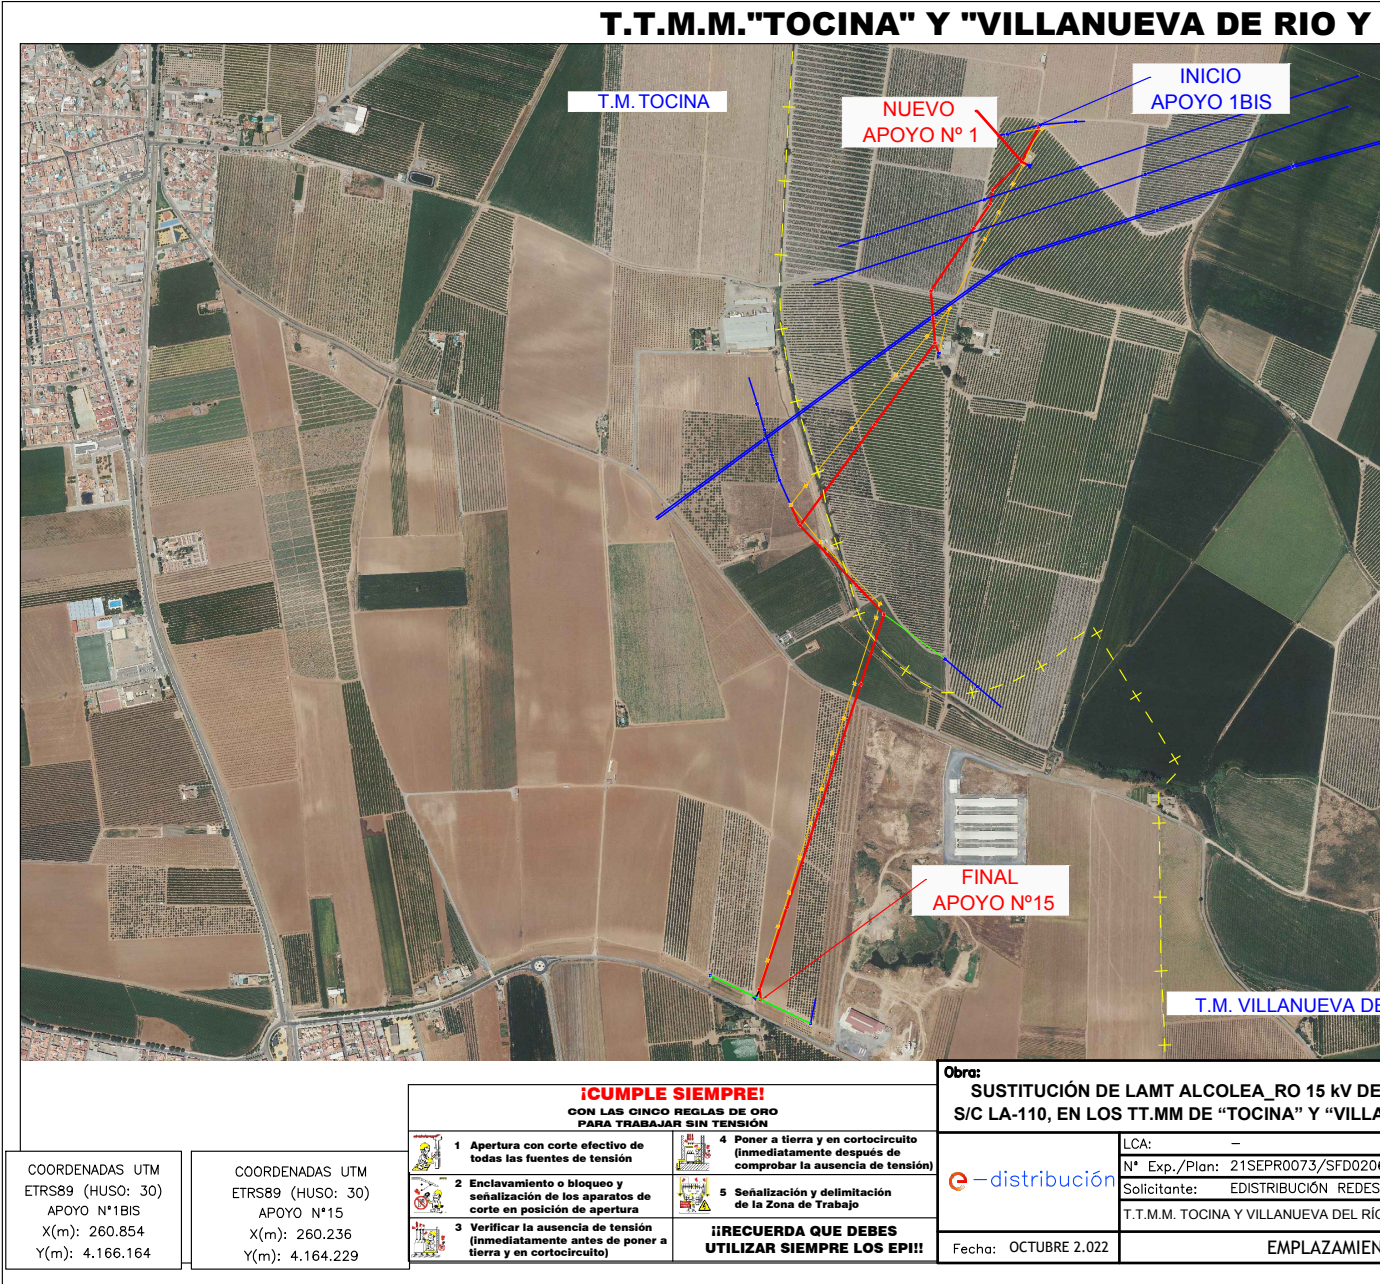 T.T.M.M."TOCINA" Y "VILLANUEVA DE RIO Y
T.M. TOCINA
INICIO
APOYO 1BIS
NUEVO
APOYO Nº 1
FINAL
APOYO Nº15
T.M. VILLANUEVA DE
COORDENADAS UTM
ETRS89 (HUSO: 30)
APOYO N°1BIS
X(m): 260.854
Y(m): 4.166.164
COORDENADAS UTM
ETRS89 (HUSO: 30)
APOYO N°15
X(m): 260.236
Y(m): 4.164.229
¡CUMPLE SIEMPRE!
CON LAS CINCO REGLAS DE ORO
PARA TRABAJAR SIN TENSIÓN
1 Apertura con corte efectivo de
todas las fuentes de tensión
2 Enclavamiento o bloqueo y
señalización de los aparatos de
corte en posición de apertura
3 Verificar la ausencia de tensión
(inmediatamente antes de poner a
tierra y en cortocircuito)
4 Poner a tierra y en cortocircuito
(inmediatamente después de
comprobar la ausencia de tensión)
5 Señalización y delimitación
de la Zona de Trabajo
¡¡RECUERDA QUE DEBES
UTILIZAR SIEMPRE LOS EPI!!
Obra:
SUSTITUCIÓN DE LAMT ALCOLEA_RO 15 kV DE
S/C LA-110, EN LOS TT.MM DE “TOCINA” Y “VILLA
e-distribución
LCA: –
N° Exp./Plan: 21SEPR0073/SFD020
Solicitante: EDISTRIBUCIÓN REDES
T.T.M.M. TOCINA Y VILLANUEVA DEL RÍO
Fecha: OCTUBRE 2.022
EMPLAZAMIEN